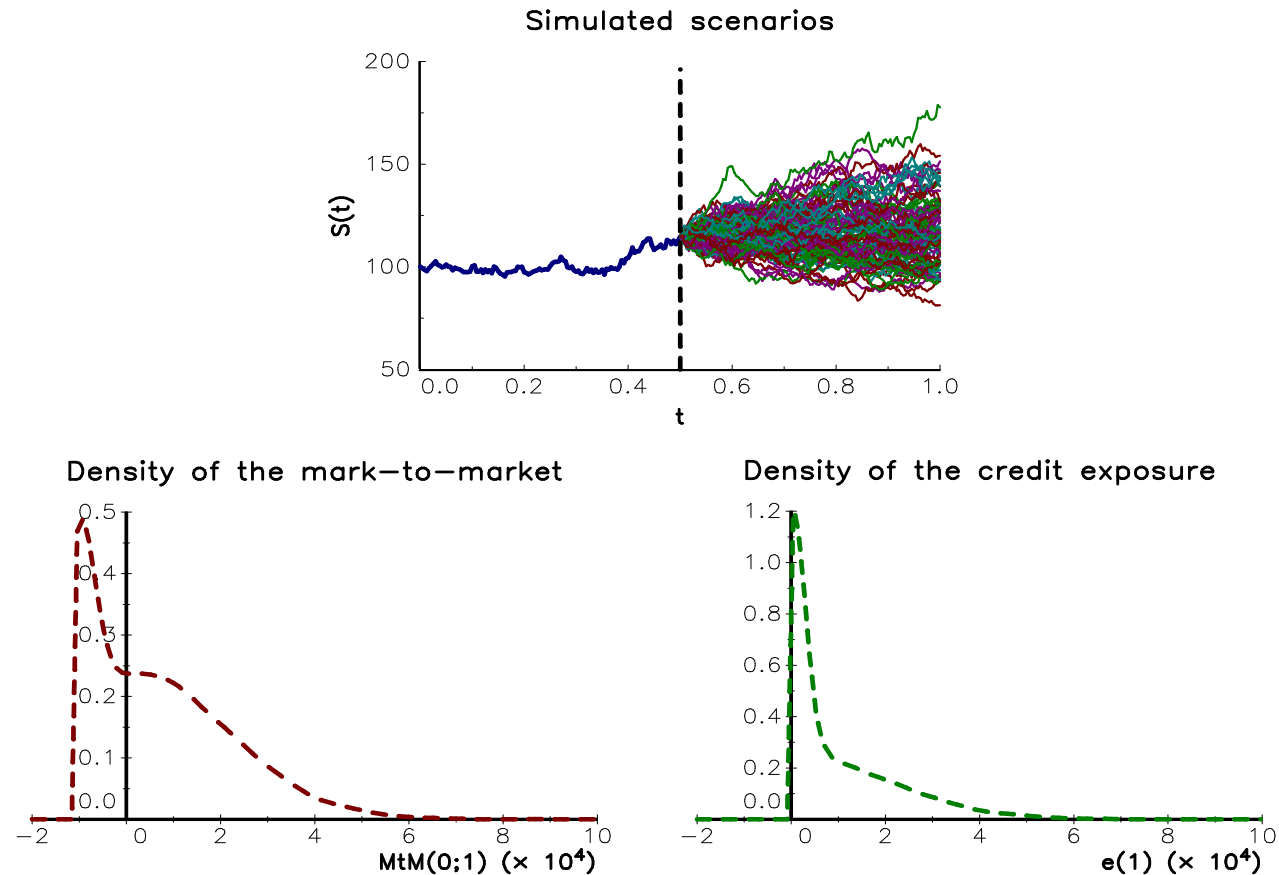 Simulated scenarios
200
150
100
50
S(t)
0.0 0.2 0.4 0.6 0.8 1.0
t
Density of the mark-to-market
0.5
0.4
0.3
0.2
0.1
0.0
-2 0 2 4 6 8 10
MtM(0;1) (× 10⁴)
Density of the credit exposure
1.2
1.0
0.8
0.6
0.4
0.2
0.0
-2 0 2 4 6 8 10
e(1) (× 10⁴)